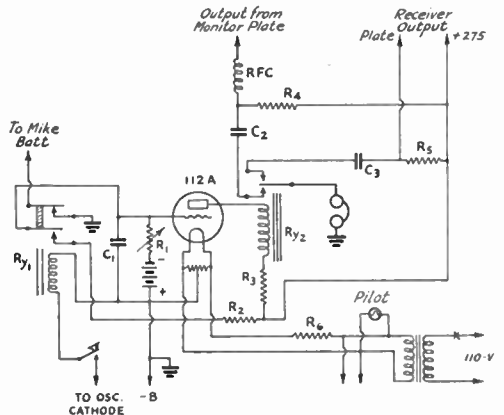 Output from
Monitor Plate
Receiver
Output
Plate
+275
RFC
R4
To Mike
Batt
C2
R5
C3
112A
Ry1
C1
R1
-
+
Ry2
R3
R2
Pilot
R6
110-V
TO OSC.
CATHODE
-B